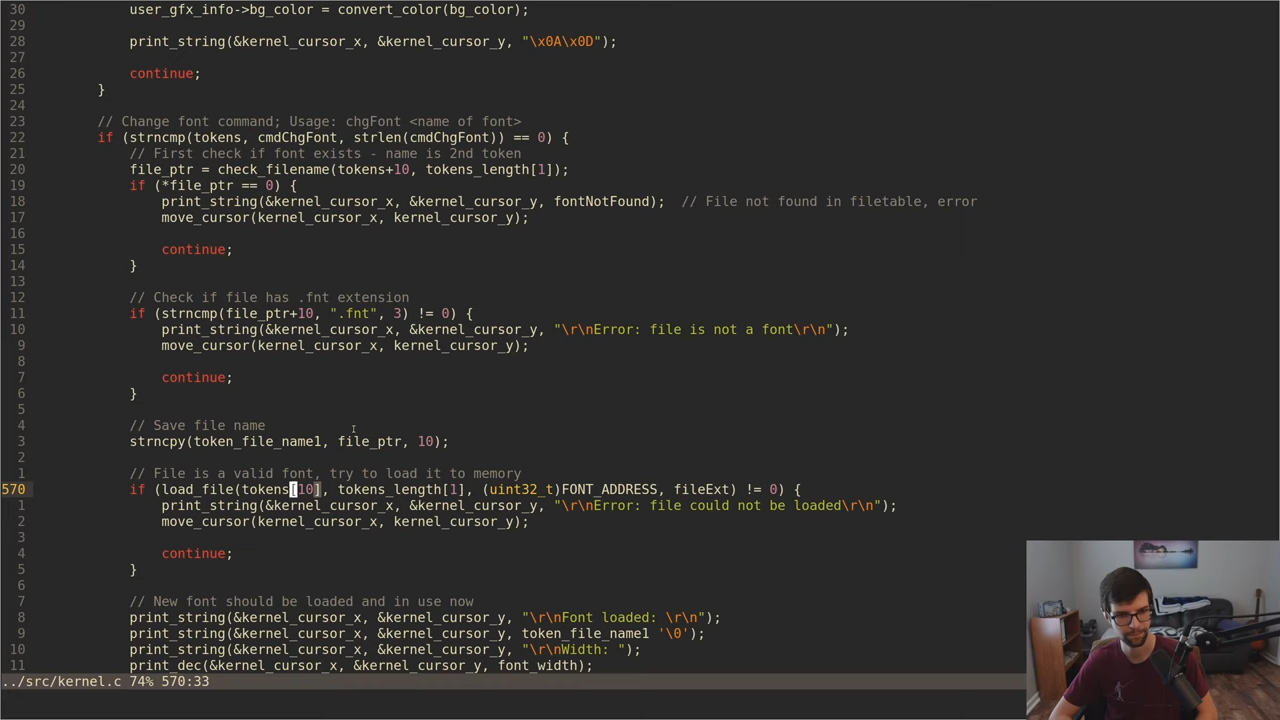 30 user_gfx_info->bg_color = convert_color(bg_color);
29
28 print_string(&kernel_cursor_x, &kernel_cursor_y, "\x0A\x0D");
27
26 continue;
25 }
24
23 // Change font command; Usage: chgFont <name of font>
22 if (strncmp(tokens, cmdChgFont, strlen(cmdChgFont)) == 0) {
21 // First check if font exists - name is 2nd token
20 file_ptr = check_filename(tokens+10, tokens_length[1]);
19 if (*file_ptr == 0) {
18 print_string(&kernel_cursor_x, &kernel_cursor_y, fontNotFound); // File not found in filetable, error
17 move_cursor(kernel_cursor_x, kernel_cursor_y);
16
15 continue;
14 }
13
12 // Check if file has .fnt extension
11 if (strncmp(file_ptr+10, ".fnt", 3) != 0) {
10 print_string(&kernel_cursor_x, &kernel_cursor_y, "\r\nError: file is not a font\r\n");
9 move_cursor(kernel_cursor_x, kernel_cursor_y);
8
7 continue;
6 }
5
4 // Save file name
3 strncpy(token_file_name1, file_ptr, 10);
2
1 // File is a valid font, try to load it to memory
570 if (load_file(tokens[10], tokens_length[1], (uint32_t)FONT_ADDRESS, fileExt) != 0) {
1 print_string(&kernel_cursor_x, &kernel_cursor_y, "\r\nError: file could not be loaded\r\n");
2 move_cursor(kernel_cursor_x, kernel_cursor_y);
3
4 continue;
5 }
6
7 // New font should be loaded and in use now
8 print_string(&kernel_cursor_x, &kernel_cursor_y, "\r\nFont loaded: \r\n");
9 print_string(&kernel_cursor_x, &kernel_cursor_y, token_file_name1 '\0');
10 print_string(&kernel_cursor_x, &kernel_cursor_y, "\r\nWidth: ");
11 print_dec(&kernel_cursor_x, &kernel_cursor_y, font_width);
../src/kernel.c 74% 570:33